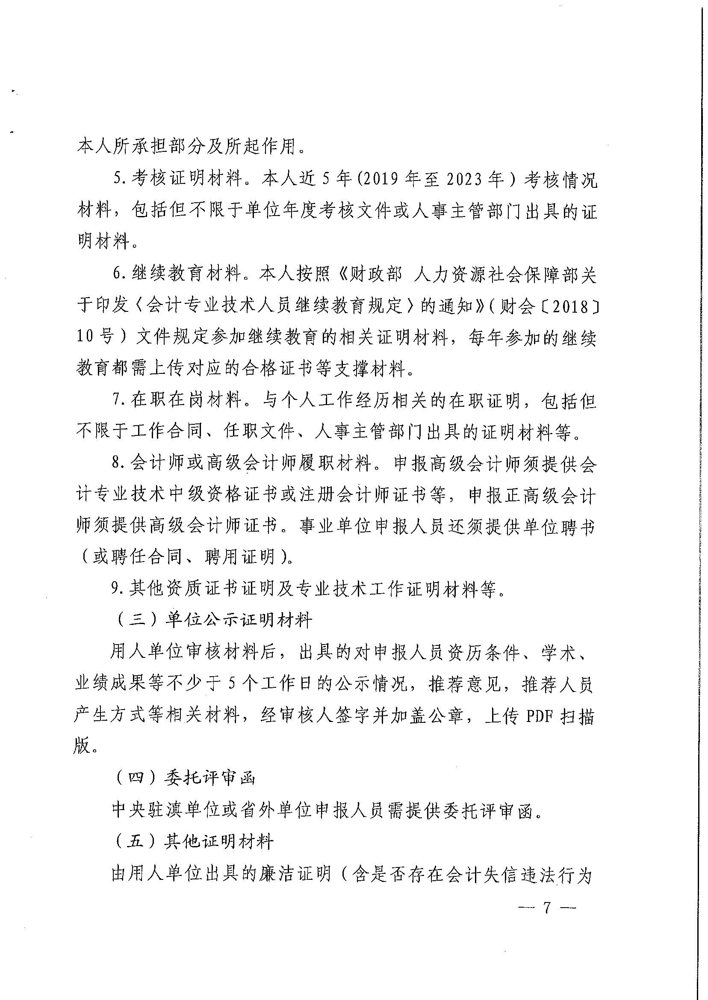 本人所承担部分及所起作用。
5.考核证明材料。本人近5年(2019年至2023年）考核情况
材料，包括但不限于单位年度考核文件或人事主管部门出具的证
明材料。
6.继续教育材料。本人按照《财政部 人力资源社会保障部关
于印发〈会计专业技术人员继续教育规定〉的通知》（财会〔2018〕
10号）文件规定参加继续教育的相关证明材料，每年参加的继续
教育都需上传对应的合格证书等支撑材料。
7.在职在岗材料。与个人工作经历相关的在职证明，包括但
不限于工作合同、任职文件、人事主管部门出具的证明材料等。
8.会计师或高级会计师履职材料。申报高级会计师须提供会
计专业技术中级资格证书或注册会计师证书等，申报正高级会计
师须提供高级会计师证书。事业单位申报人员还须提供单位聘书
（或聘任合同、聘用证明）。
9.其他资质证书证明及专业技术工作证明材料等。
（三）单位公示证明材料
用人单位审核材料后，出具的对申报人员资历条件、学术、
业绩成果等不少于5个工作日的公示情况，推荐意见，推荐人员
产生方式等相关材料，经审核人签字并加盖公章，上传PDF扫描
版。
（四）委托评审函
中央驻滇单位或省外单位申报人员需提供委托评审函。
（五）其他证明材料
由用人单位出具的廉洁证明（含是否存在会计失信违法行为
— 7 —